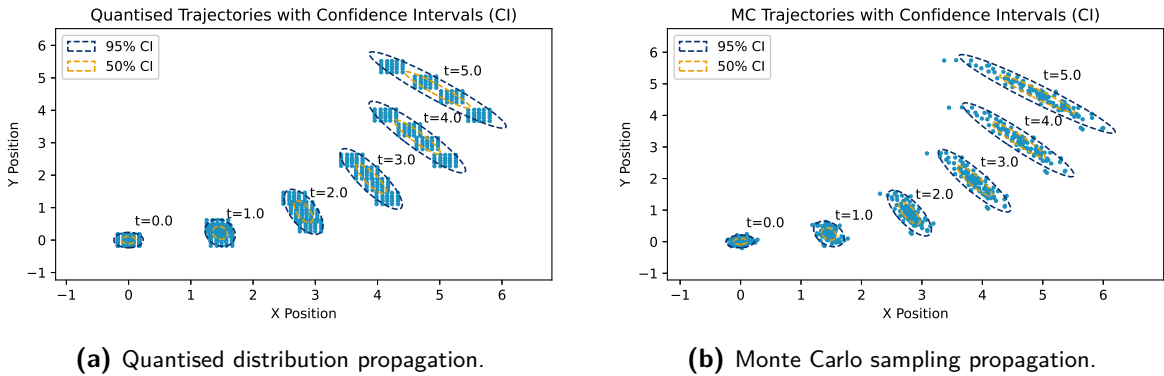 Quantised Trajectories with Confidence Intervals (CI)
95% CI
50% CI
t=0.0
t=1.0
t=2.0
t=3.0
t=4.0
t=5.0
Y Position
6
5
4
3
2
1
0
−1
−1 0 1 2 3 4 5 6
X Position
(a) Quantised distribution propagation.
MC Trajectories with Confidence Intervals (CI)
95% CI
50% CI
t=0.0
t=1.0
t=2.0
t=3.0
t=4.0
t=5.0
Y Position
6
5
4
3
2
1
0
−1
−1 0 1 2 3 4 5 6
X Position
(b) Monte Carlo sampling propagation.